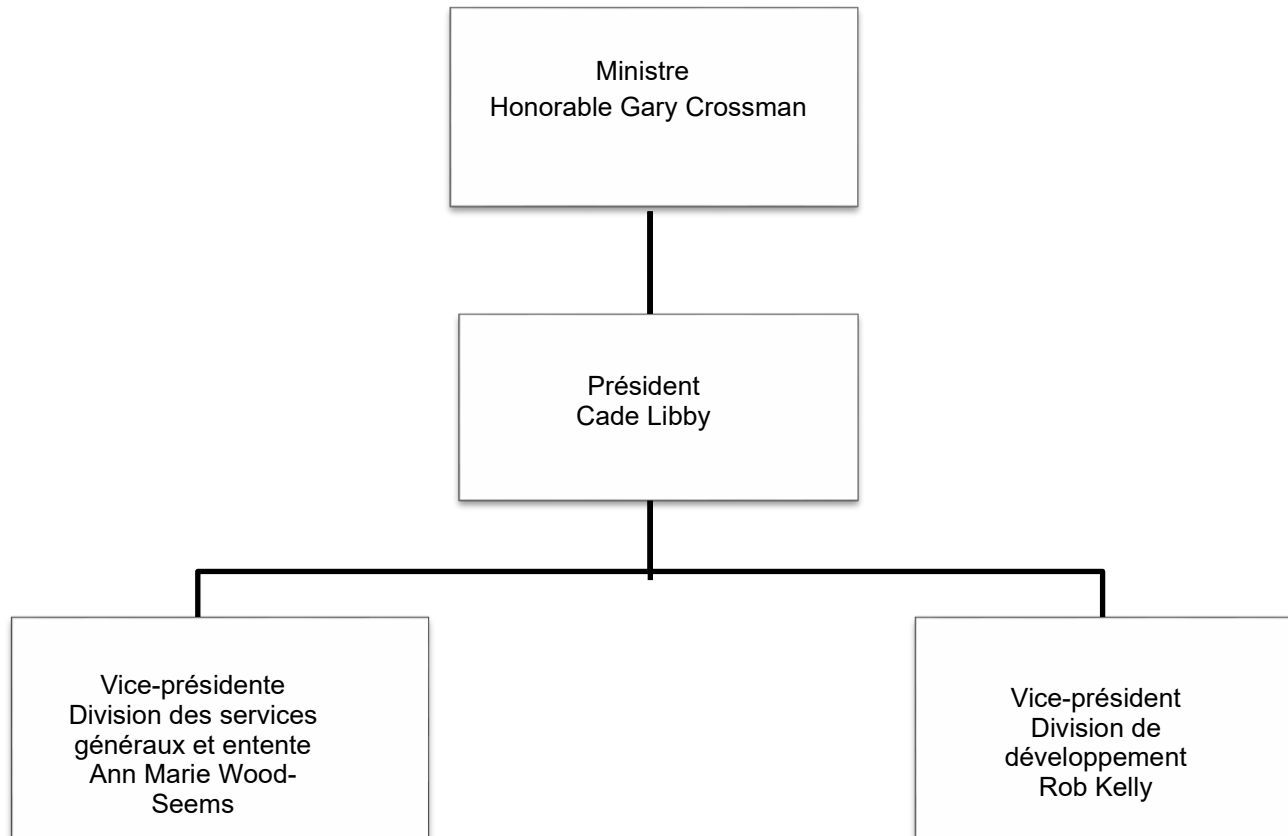 Ministre
Honorable Gary Crossman
Président
Cade Libby
Vice-présidente
Division des services
généraux et entente
Ann Marie Wood-
Seems
Vice-président
Division de
développement
Rob Kelly